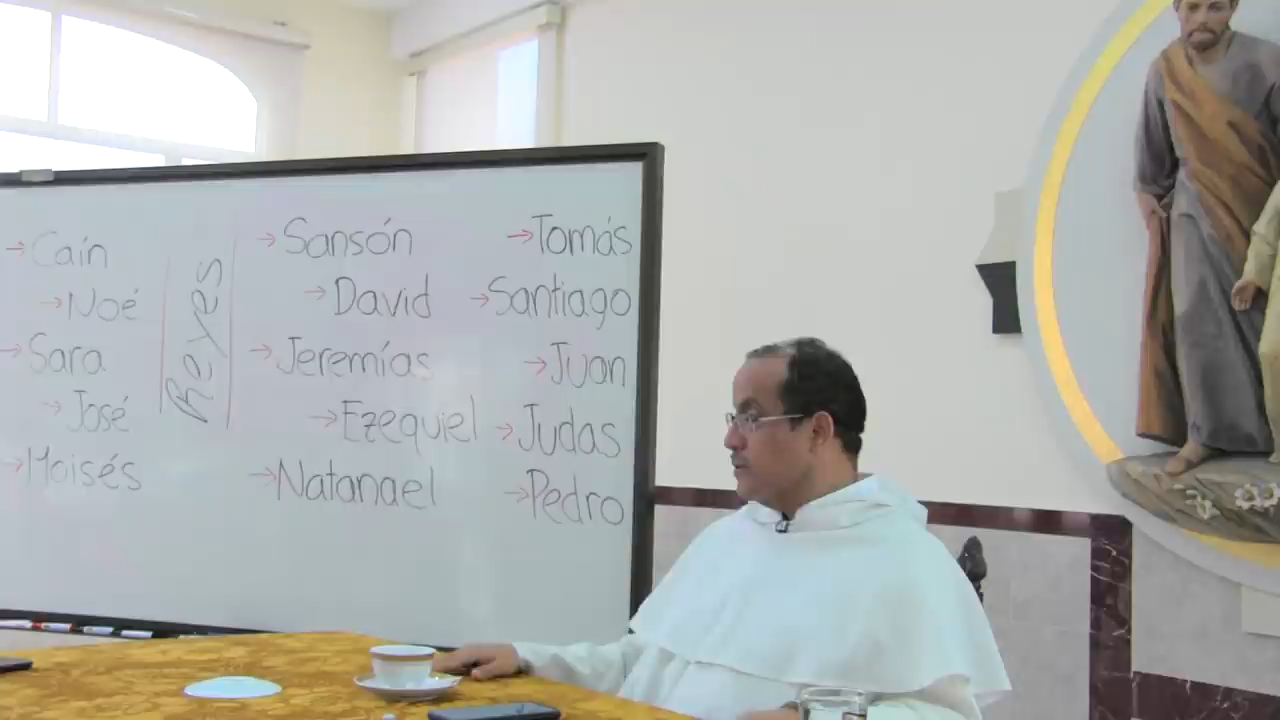 → Caín
→ Noé
→ Sara
→ José
→ Moisés
Reyes
→ Sansón
→ David
→ Jeremías
→ Ezequiel
→ Natanael
→ Tomás
→ Santiago
→ Juan
→ Judas
→ Pedro